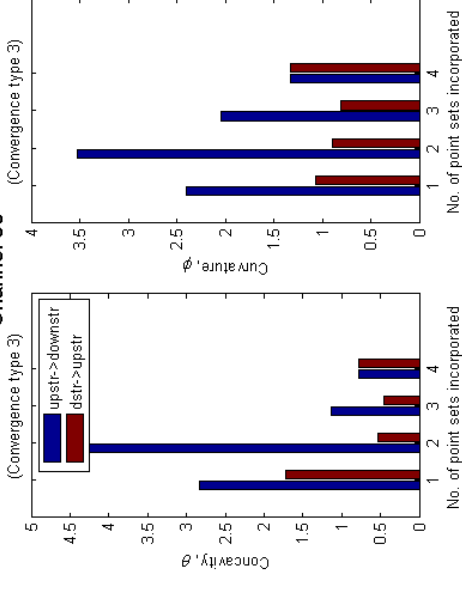 (Convergence type 3)
5
4.5
4
3.5
3
2.5
2
1.5
1
0.5
0
Concavity, θ
upstr->downstr
dstr->upstr
1 2 3 4
No. of point sets incorporated
(Convergence type 3)
4
3.5
3
2.5
2
1.5
1
0.5
0
Curvature, φ
1 2 3 4
No. of point sets incorporated